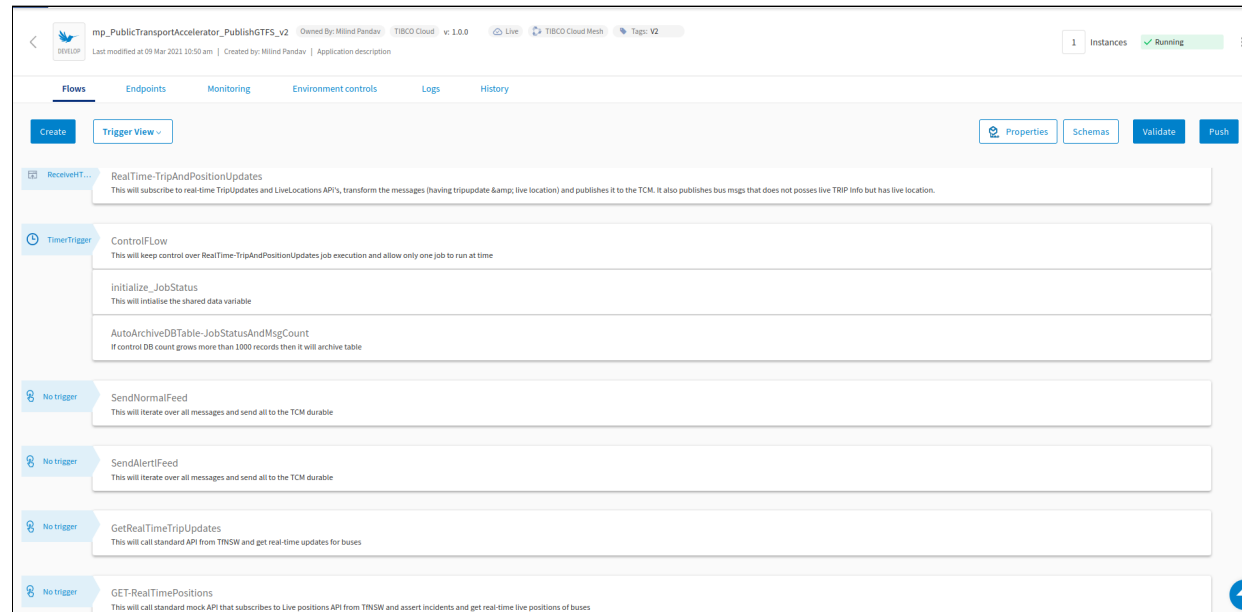 mp_PublicTransportAccelerator_PublishGTFS_v2 Owned By: Milind Pandav TIBCO Cloud v: 1.0.0 Live TIBCO Cloud Mesh Tags: V2
DEVELOP
Last modified at 09 Mar 2021 10:50 am | Created by: Milind Pandav | Application description
1 Instances Running
Flows Endpoints Monitoring Environment controls Logs History
Create Trigger View Properties Schemas Validate Push
ReceiveHT... RealTime-TripAndPositionUpdates
This will subscribe to real-time TripUpdates and LiveLocations API's, transform the messages (having tripupdate &amp; live location) and publishes it to the TCM. It also publishes bus msgs that does not posses live TRIP Info but has live location.
TimerTrigger ControlFLow
This will keep control over RealTime-TripAndPositionUpdates job execution and allow only one job to run at time
initialize_JobStatus
This will intialise the shared data variable
AutoArchiveDBTable-JobStatusAndMsgCount
If control DB count grows more than 1000 records then it will archive table
No trigger SendNormalFeed
This will iterate over all messages and send all to the TCM durable
No trigger SendAlertlFeed
This will iterate over all messages and send all to the TCM durable
No trigger GetRealTimeTripUpdates
This will call standard API from TfNSW and get real-time updates for buses
No trigger GET-RealTimePositions
This will call standard mock API that subscribes to Live positions API from TfNSW and assert incidents and get real-time live positions of buses